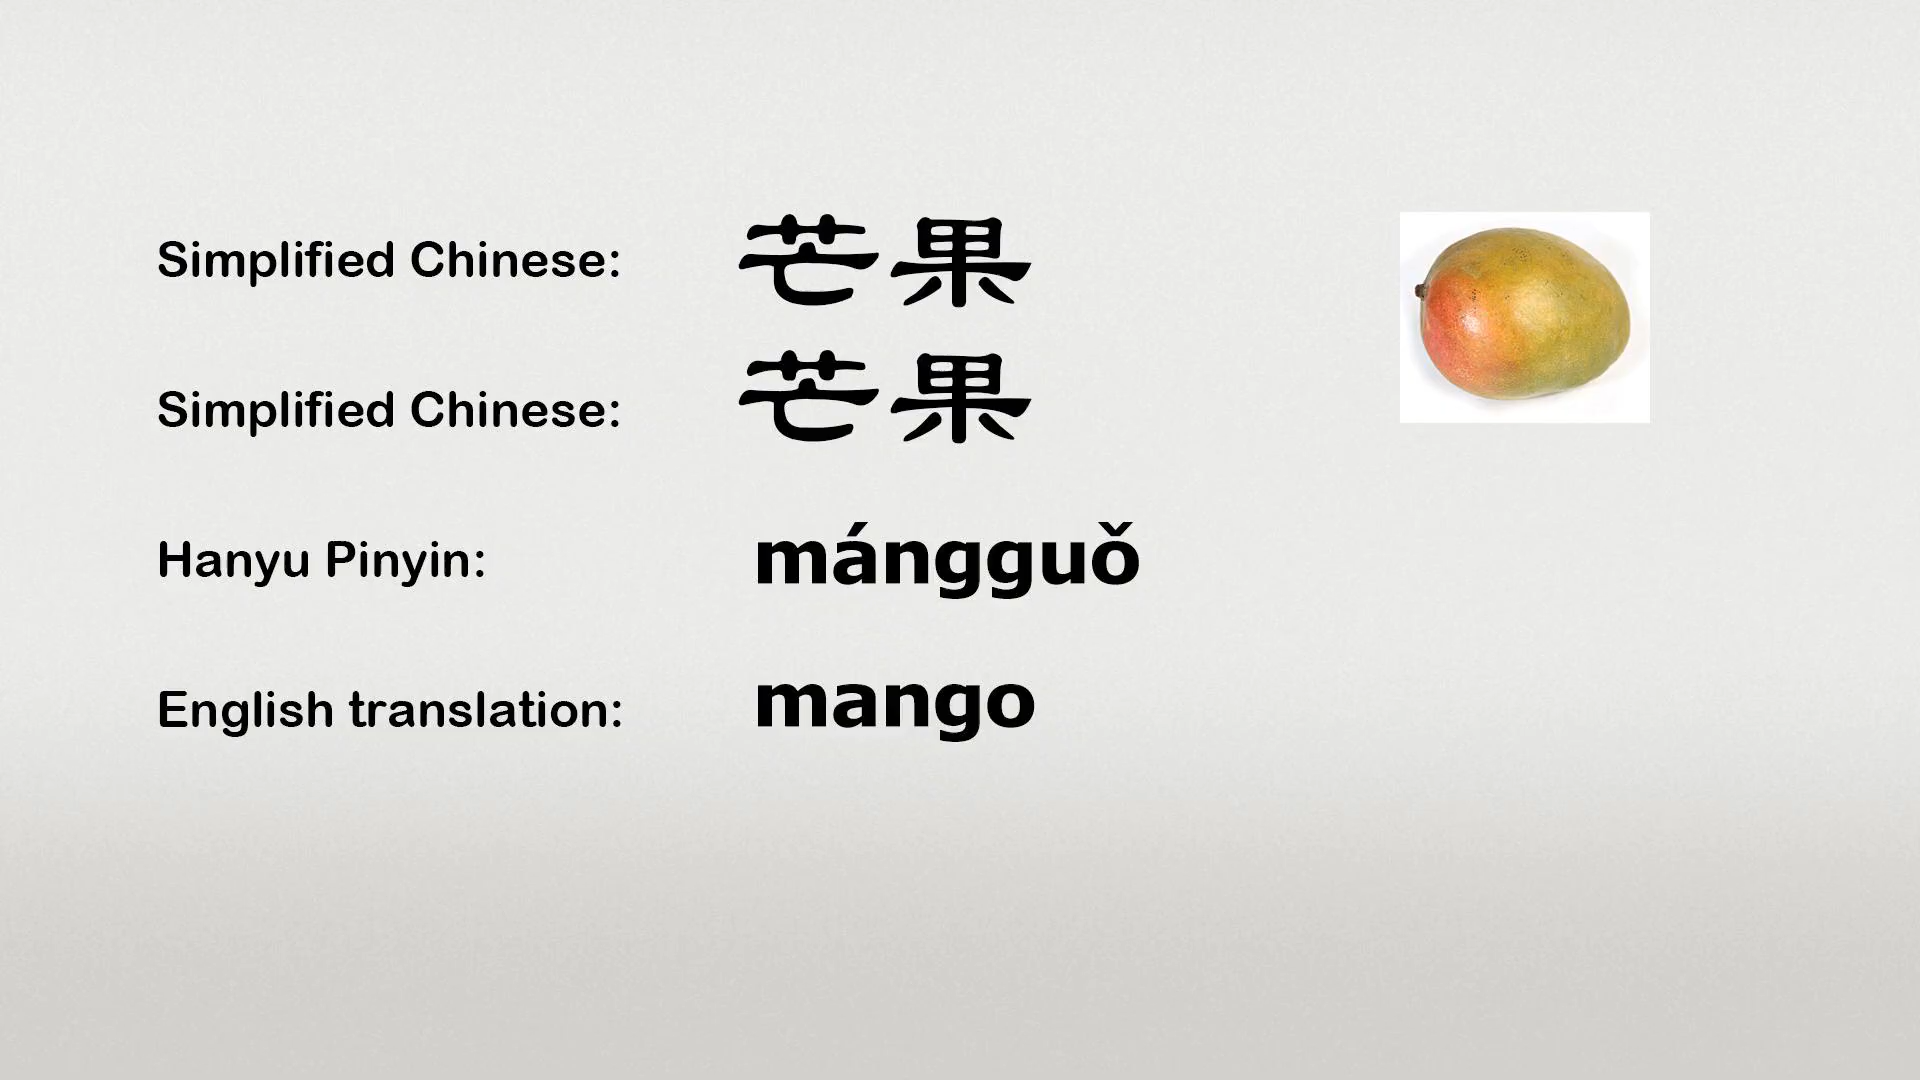 Simplified Chinese: 芒果
Simplified Chinese: 芒果
Hanyu Pinyin: mángguǒ
English translation: mango